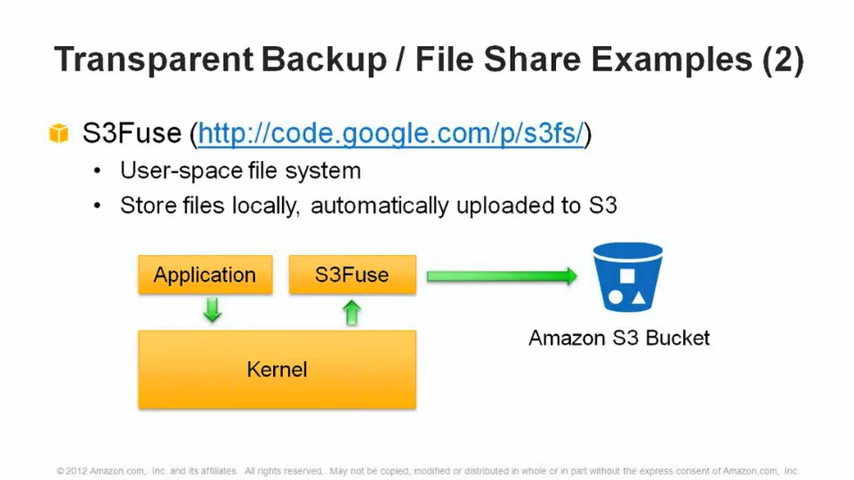 Transparent Backup / File Share Examples (2)
S3Fuse (http://code.google.com/p/s3fs/)
• User-space file system
• Store files locally, automatically uploaded to S3
Application
S3Fuse
Kernel
Amazon S3 Bucket
© 2012 Amazon.com, Inc. and its affiliates. All rights reserved. May not be copied, modified or distributed in whole or in part without the express consent of Amazon.com, Inc.